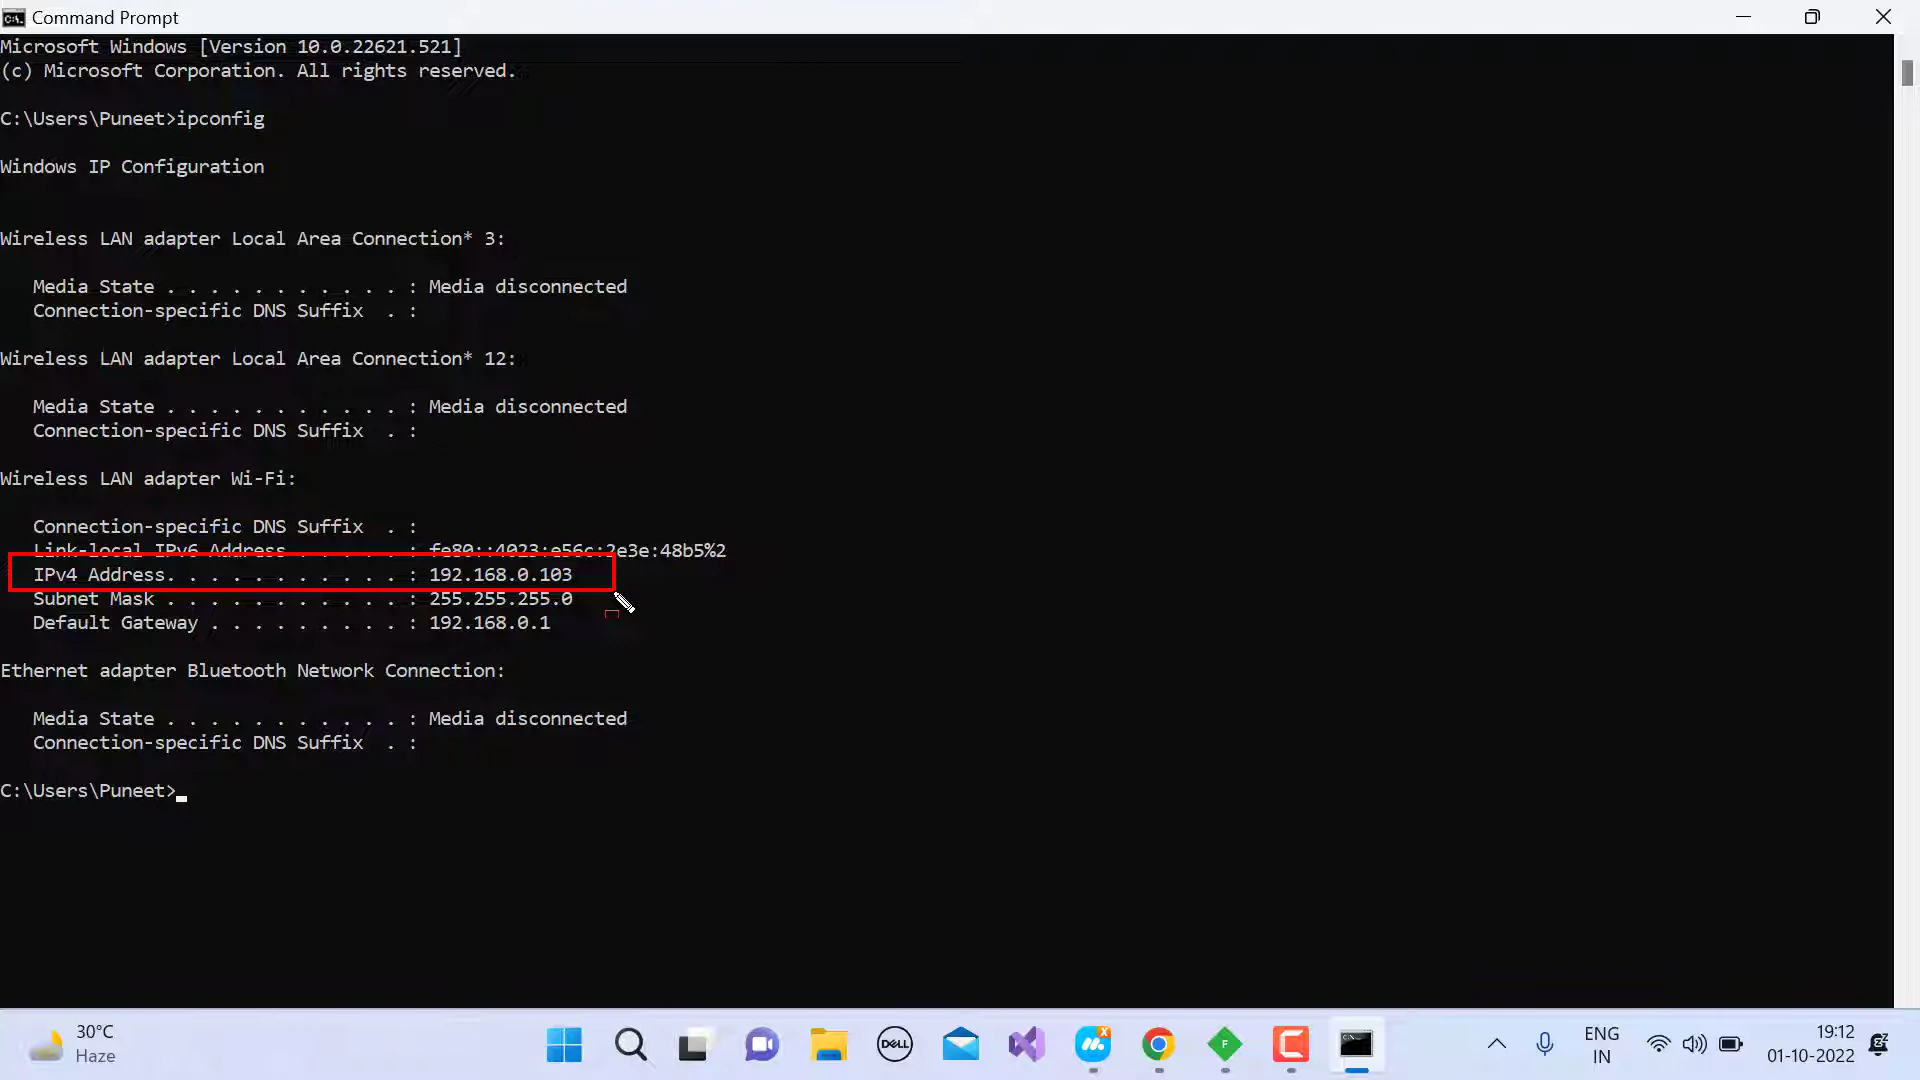 Command Prompt
Microsoft Windows [Version 10.0.22621.521]
(c) Microsoft Corporation. All rights reserved.
C:\Users\Puneet>ipconfig
Windows IP Configuration
Wireless LAN adapter Local Area Connection* 3:
Media State . . . . . . . . . . . : Media disconnected
Connection-specific DNS Suffix  . :
Wireless LAN adapter Local Area Connection* 12:
Media State . . . . . . . . . . . : Media disconnected
Connection-specific DNS Suffix  . :
Wireless LAN adapter Wi-Fi:
Connection-specific DNS Suffix  . :
Link-local IPv6 Address . . . . . : fe80::4023:e56c:2e3e:48b5%2
IPv4 Address. . . . . . . . . . . : 192.168.0.103
Subnet Mask . . . . . . . . . . . : 255.255.255.0
Default Gateway . . . . . . . . . : 192.168.0.1
Ethernet adapter Bluetooth Network Connection:
Media State . . . . . . . . . . . : Media disconnected
Connection-specific DNS Suffix  . :
C:\Users\Puneet>
30°C
Haze
DELL
F
ENG
IN
19:12
01-10-2022